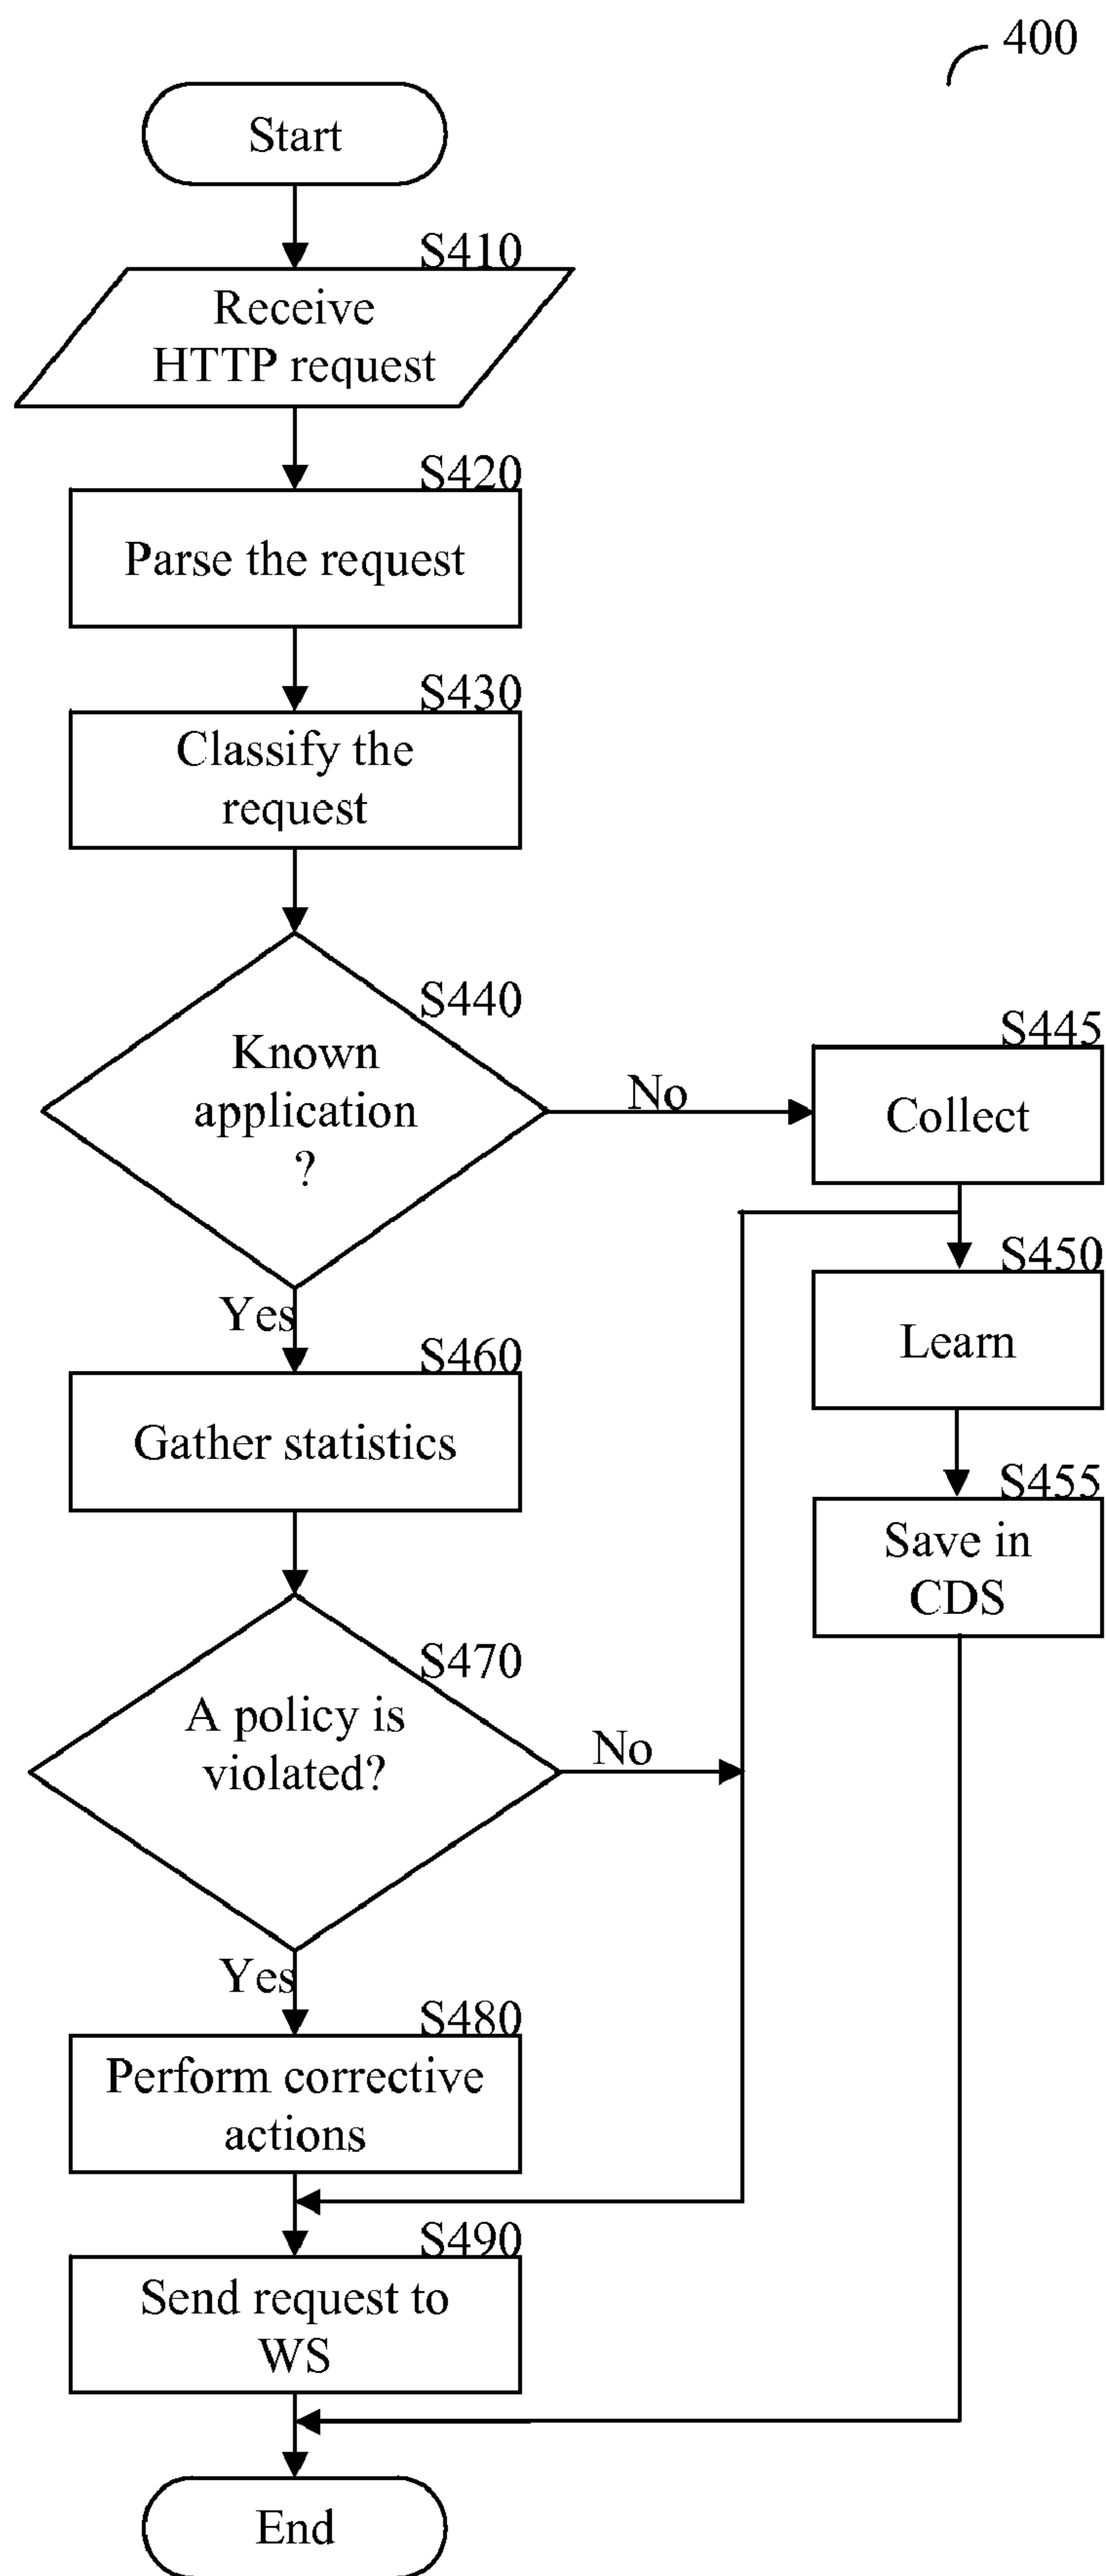 400
Start
S410
Receive
HTTP request
S420
Parse the request
S430
Classify the
request
S440
Known
application
?
No
S445
Collect
Yes
S450
Learn
S460
Gather statistics
S455
Save in
CDS
S470
A policy is
violated?
No
Yes
S480
Perform corrective
actions
S490
Send request to
WS
End